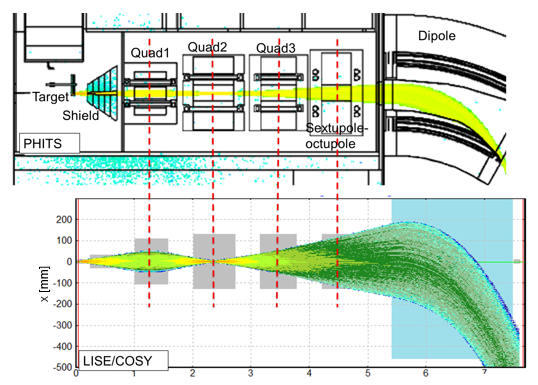 Quad1
Quad2
Quad3
Dipole
Target
Shield
Sextupole-
octupole
PHITS
200
100
0
-100
-200
-300
-400
-500
x [mm]
LISE/COSY
0
1
2
3
4
5
6
7